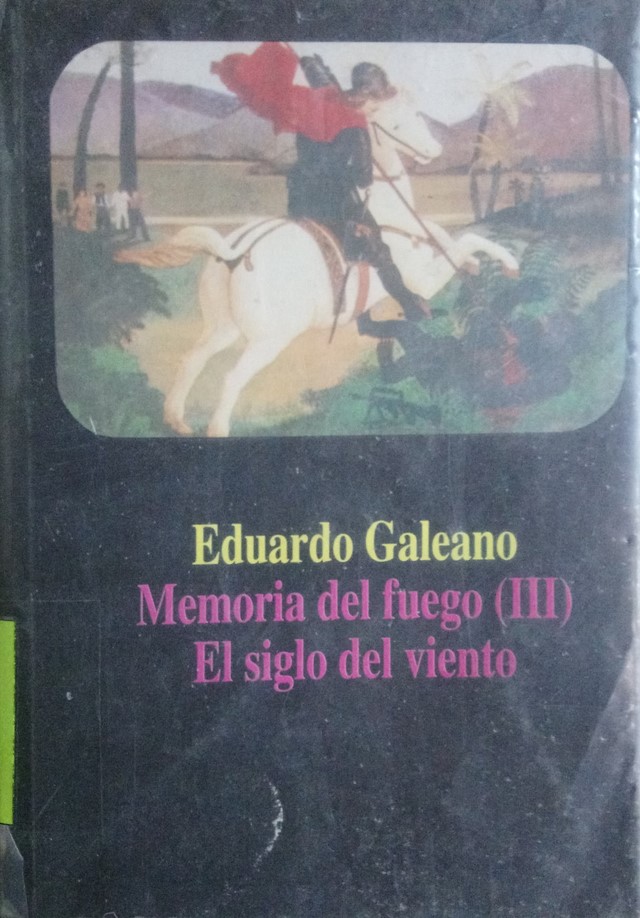 Eduardo Galeano
Memoria del fuego (III)
El siglo del viento